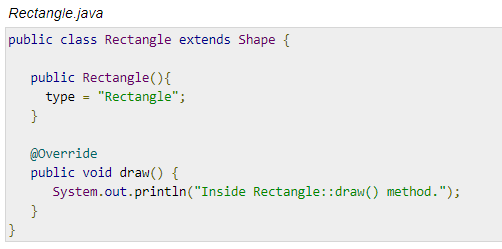 Rectangle.java
public class Rectangle extends Shape {
public Rectangle(){
type = "Rectangle";
}
@Override
public void draw() {
System.out.println("Inside Rectangle::draw() method.");
}
}